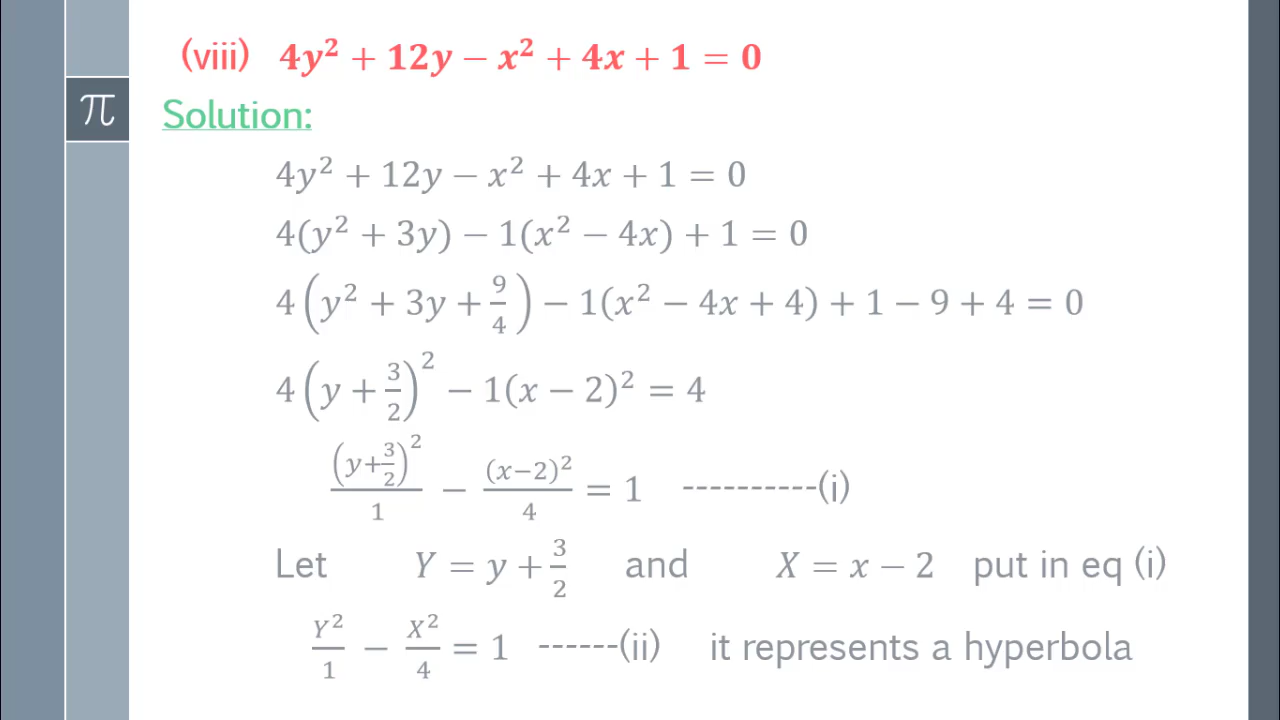 (viii) 4y² + 12y − x² + 4x + 1 = 0
π
Solution:
4y² + 12y − x² + 4x + 1 = 0
4(y² + 3y) − 1(x² − 4x) + 1 = 0
4(y² + 3y + 9/4) − 1(x² − 4x + 4) + 1 − 9 + 4 = 0
4(y + 3/2)² − 1(x − 2)² = 4
(y+3/2)²/1 − (x−2)²/4 = 1 ----------(i)
Let Y = y + 3/2 and X = x − 2 put in eq (i)
Y²/1 − X²/4 = 1 ------(ii) it represents a hyperbola